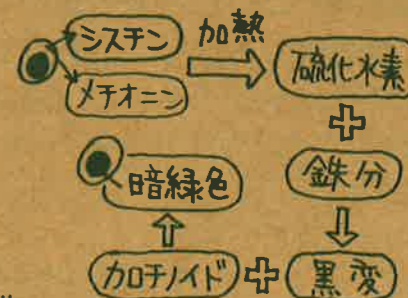 シスチン
加熱
メチオニン
硫化水素
鉄分
暗緑色
カロチノイド
黒変